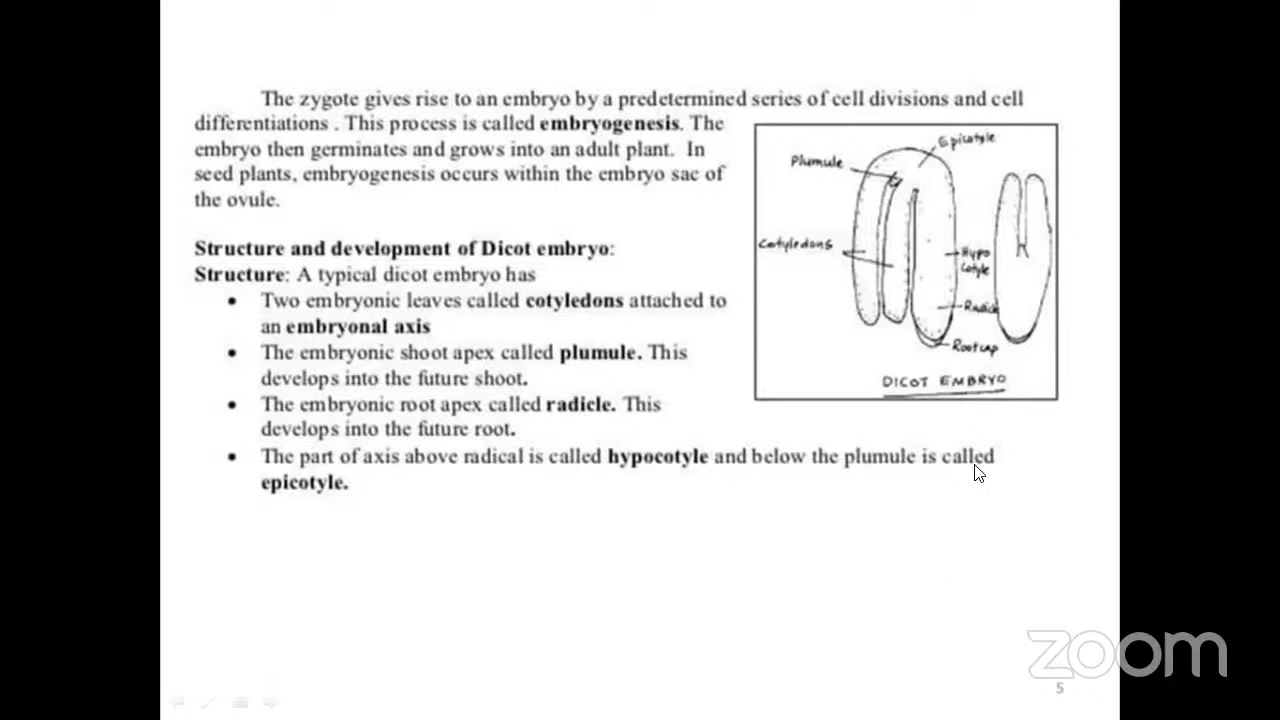 The zygote gives rise to an embryo by a predetermined series of cell divisions and cell
differentiations . This process is called embryogenesis. The
embryo then germinates and grows into an adult plant. In
seed plants, embryogenesis occurs within the embryo sac of
the ovule.
Structure and development of Dicot embryo:
Structure: A typical dicot embryo has
• Two embryonic leaves called cotyledons attached to
an embryonal axis
• The embryonic shoot apex called plumule. This
develops into the future shoot.
• The embryonic root apex called radicle. This
develops into the future root.
• The part of axis above radical is called hypocotyle and below the plumule is called
epicotyle.
Epicotyle
Plumule
Cotyledons
Hypo
Cotyle
Radicle
Rootcap
DICOT EMBRYO
zoom
5